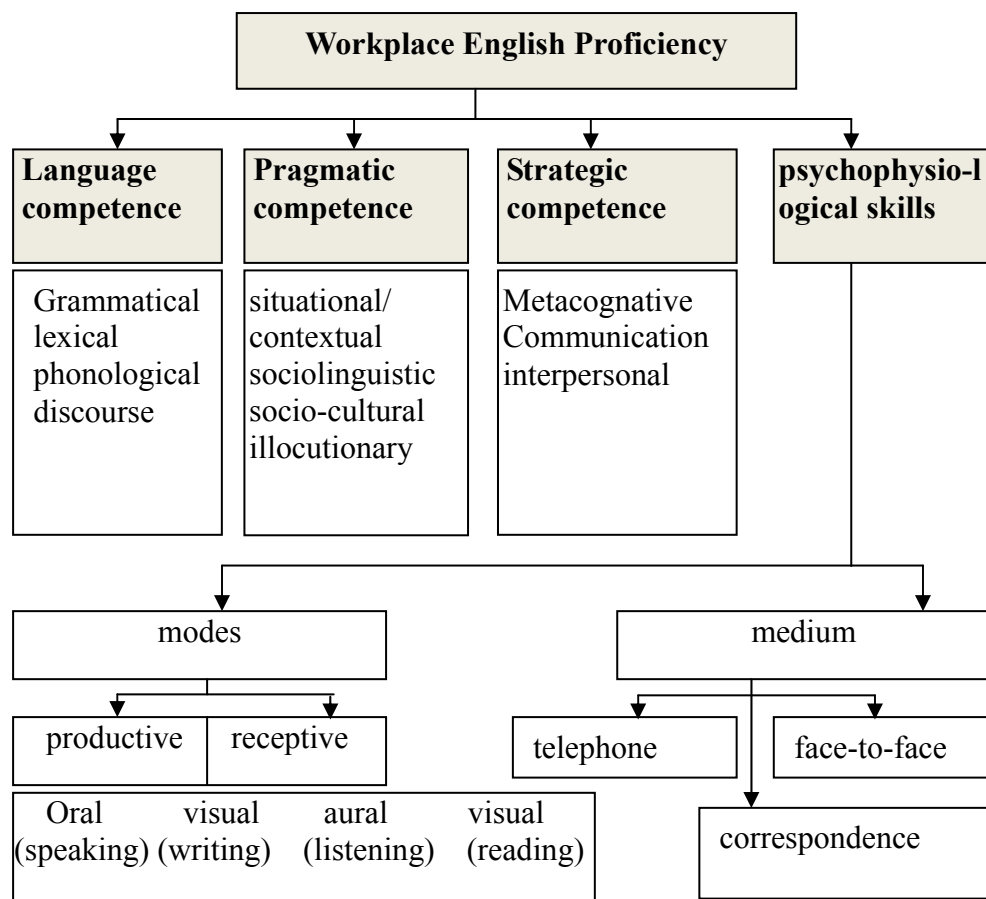 Workplace English Proficiency
Language
competence
Pragmatic
competence
Strategic
competence
psychophysio-l
ogical skills
Grammatical
lexical
phonological
discourse
situational/
contextual
sociolinguistic
socio-cultural
illocutionary
Metacognative
Communication
interpersonal
modes
medium
productive
receptive
telephone
face-to-face
Oral visual aural visual
(speaking) (writing) (listening) (reading)
correspondence